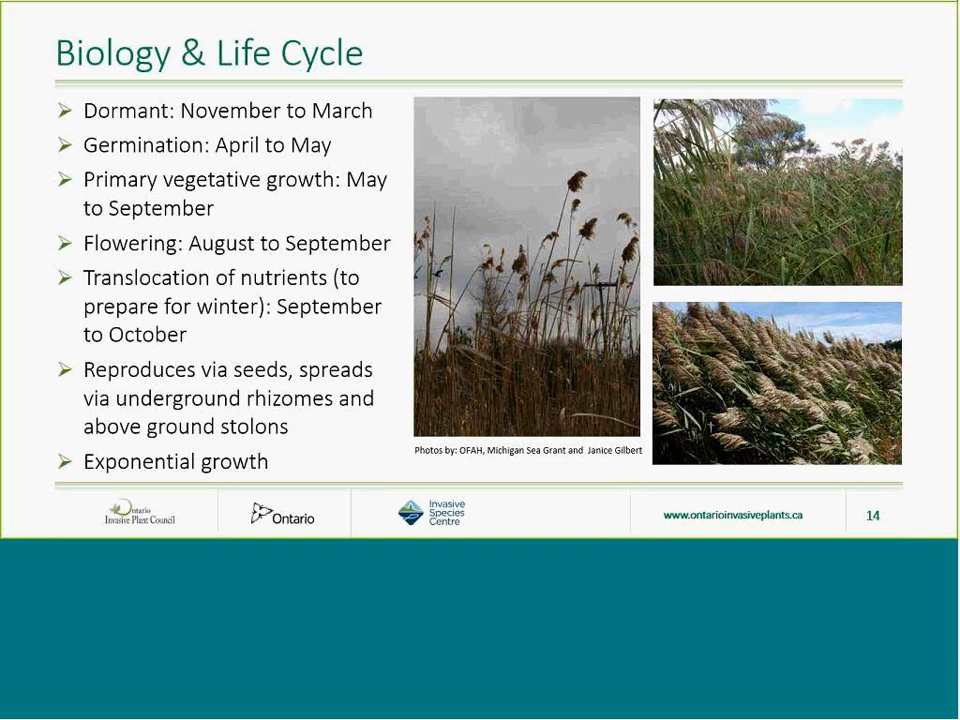 Biology & Life Cycle
Dormant: November to March
Germination: April to May
Primary vegetative growth: May
to September
Flowering: August to September
Translocation of nutrients (to
prepare for winter): September
to October
Reproduces via seeds, spreads
via underground rhizomes and
above ground stolons
Exponential growth
Photos by: OFAH, Michigan Sea Grant and Janice Gilbert
Ontario
Invasive Plant Council
Ontario
Invasive
Species
Centre
www.ontarioinvasiveplants.ca
14